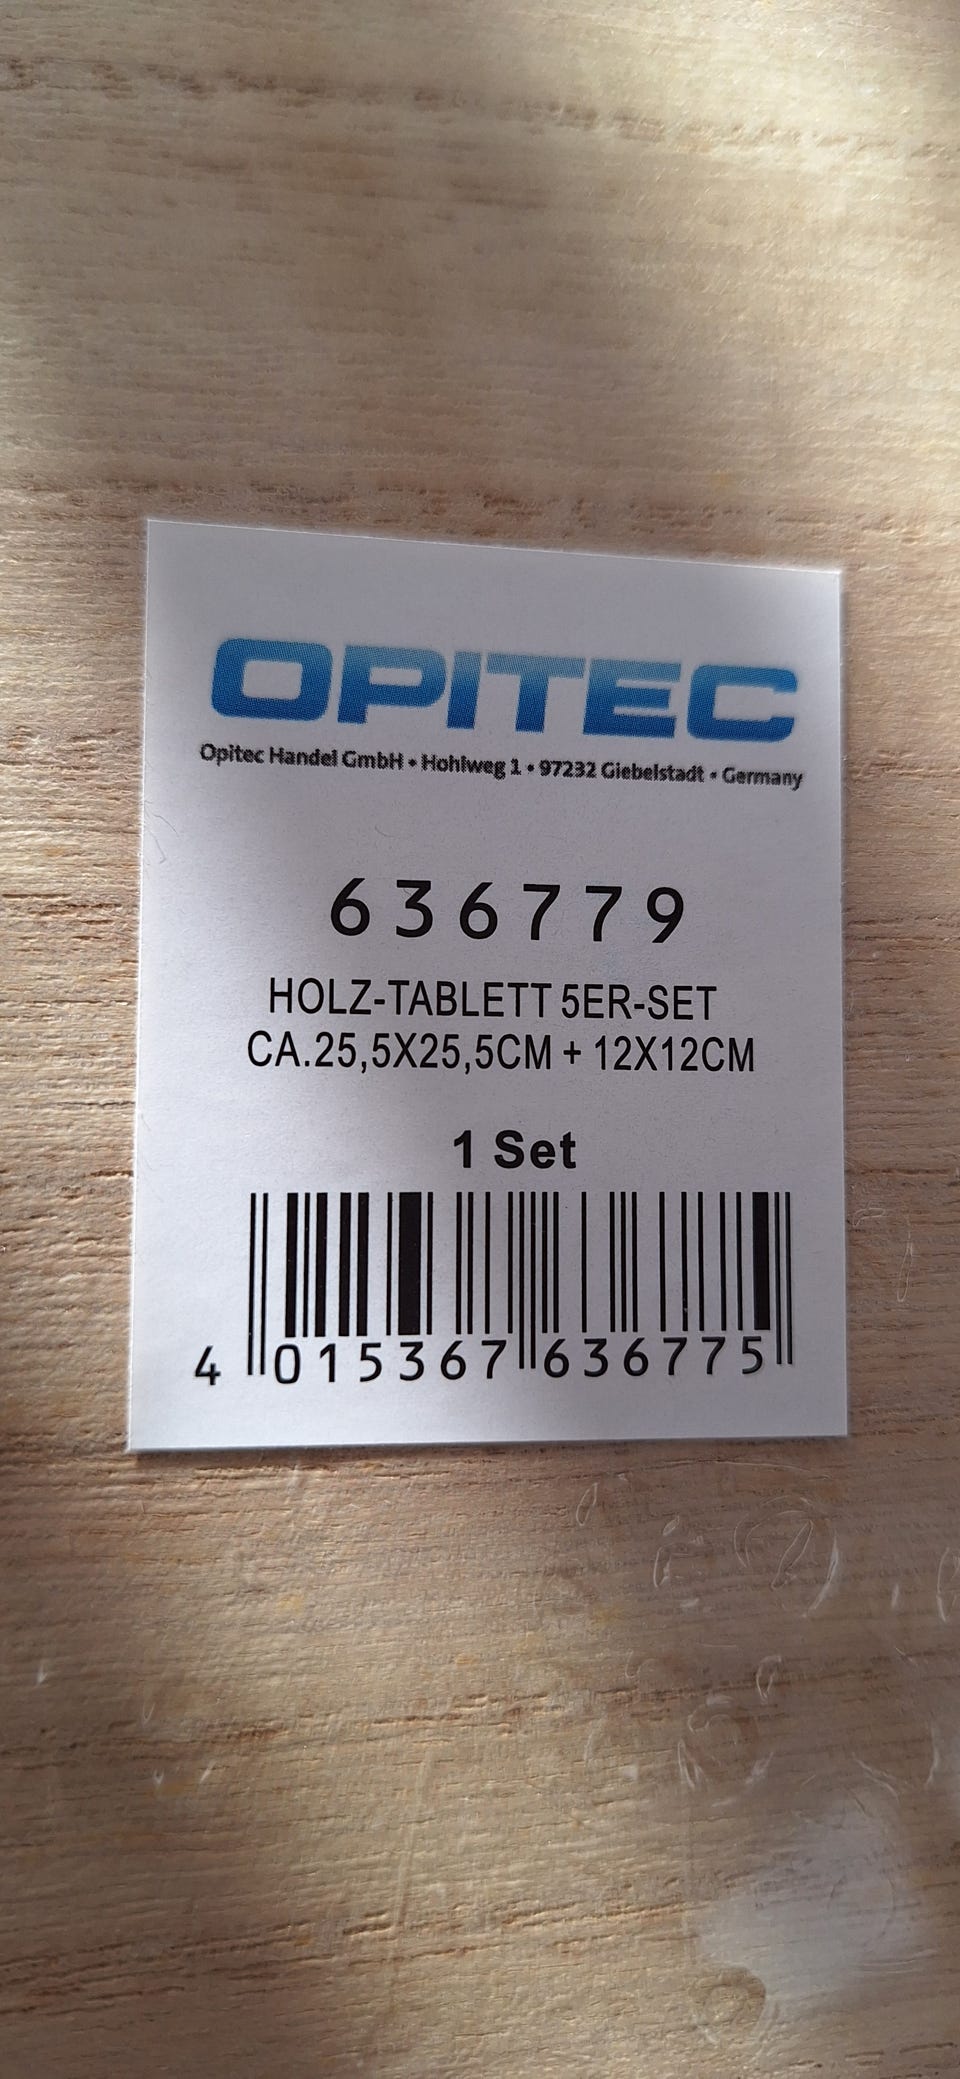 OPITEC
Opitec Handel GmbH • Hohlweg 1 • 97232 Giebelstadt • Germany
636779
HOLZ-TABLETT 5ER-SET
CA.25,5X25,5CM + 12X12CM
1 Set
4 015367 636775